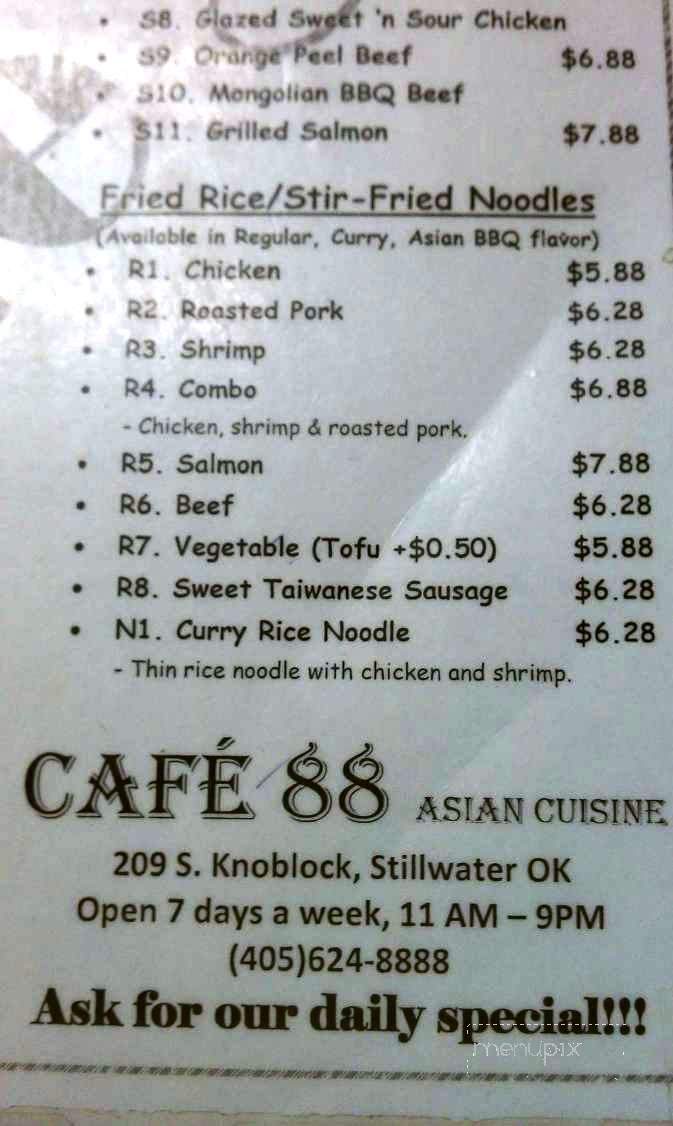 • S8. Glazed Sweet 'n Sour Chicken
• S9. Orange Peel Beef $6.88
• S10. Mongolian BBQ Beef
• S11. Grilled Salmon $7.88
Fried Rice/Stir-Fried Noodles
(Available in Regular, Curry, Asian BBQ flavor)
• R1. Chicken $5.88
• R2. Roasted Pork $6.28
• R3. Shrimp $6.28
• R4. Combo $6.88
- Chicken, shrimp & roasted pork.
• R5. Salmon $7.88
• R6. Beef $6.28
• R7. Vegetable (Tofu +$0.50) $5.88
• R8. Sweet Taiwanese Sausage $6.28
• N1. Curry Rice Noodle $6.28
- Thin rice noodle with chicken and shrimp.
CAFÉ 88 ASIAN CUISINE
209 S. Knoblock, Stillwater OK
Open 7 days a week, 11 AM – 9PM
(405)624-8888
Ask for our daily special!!!
menupix